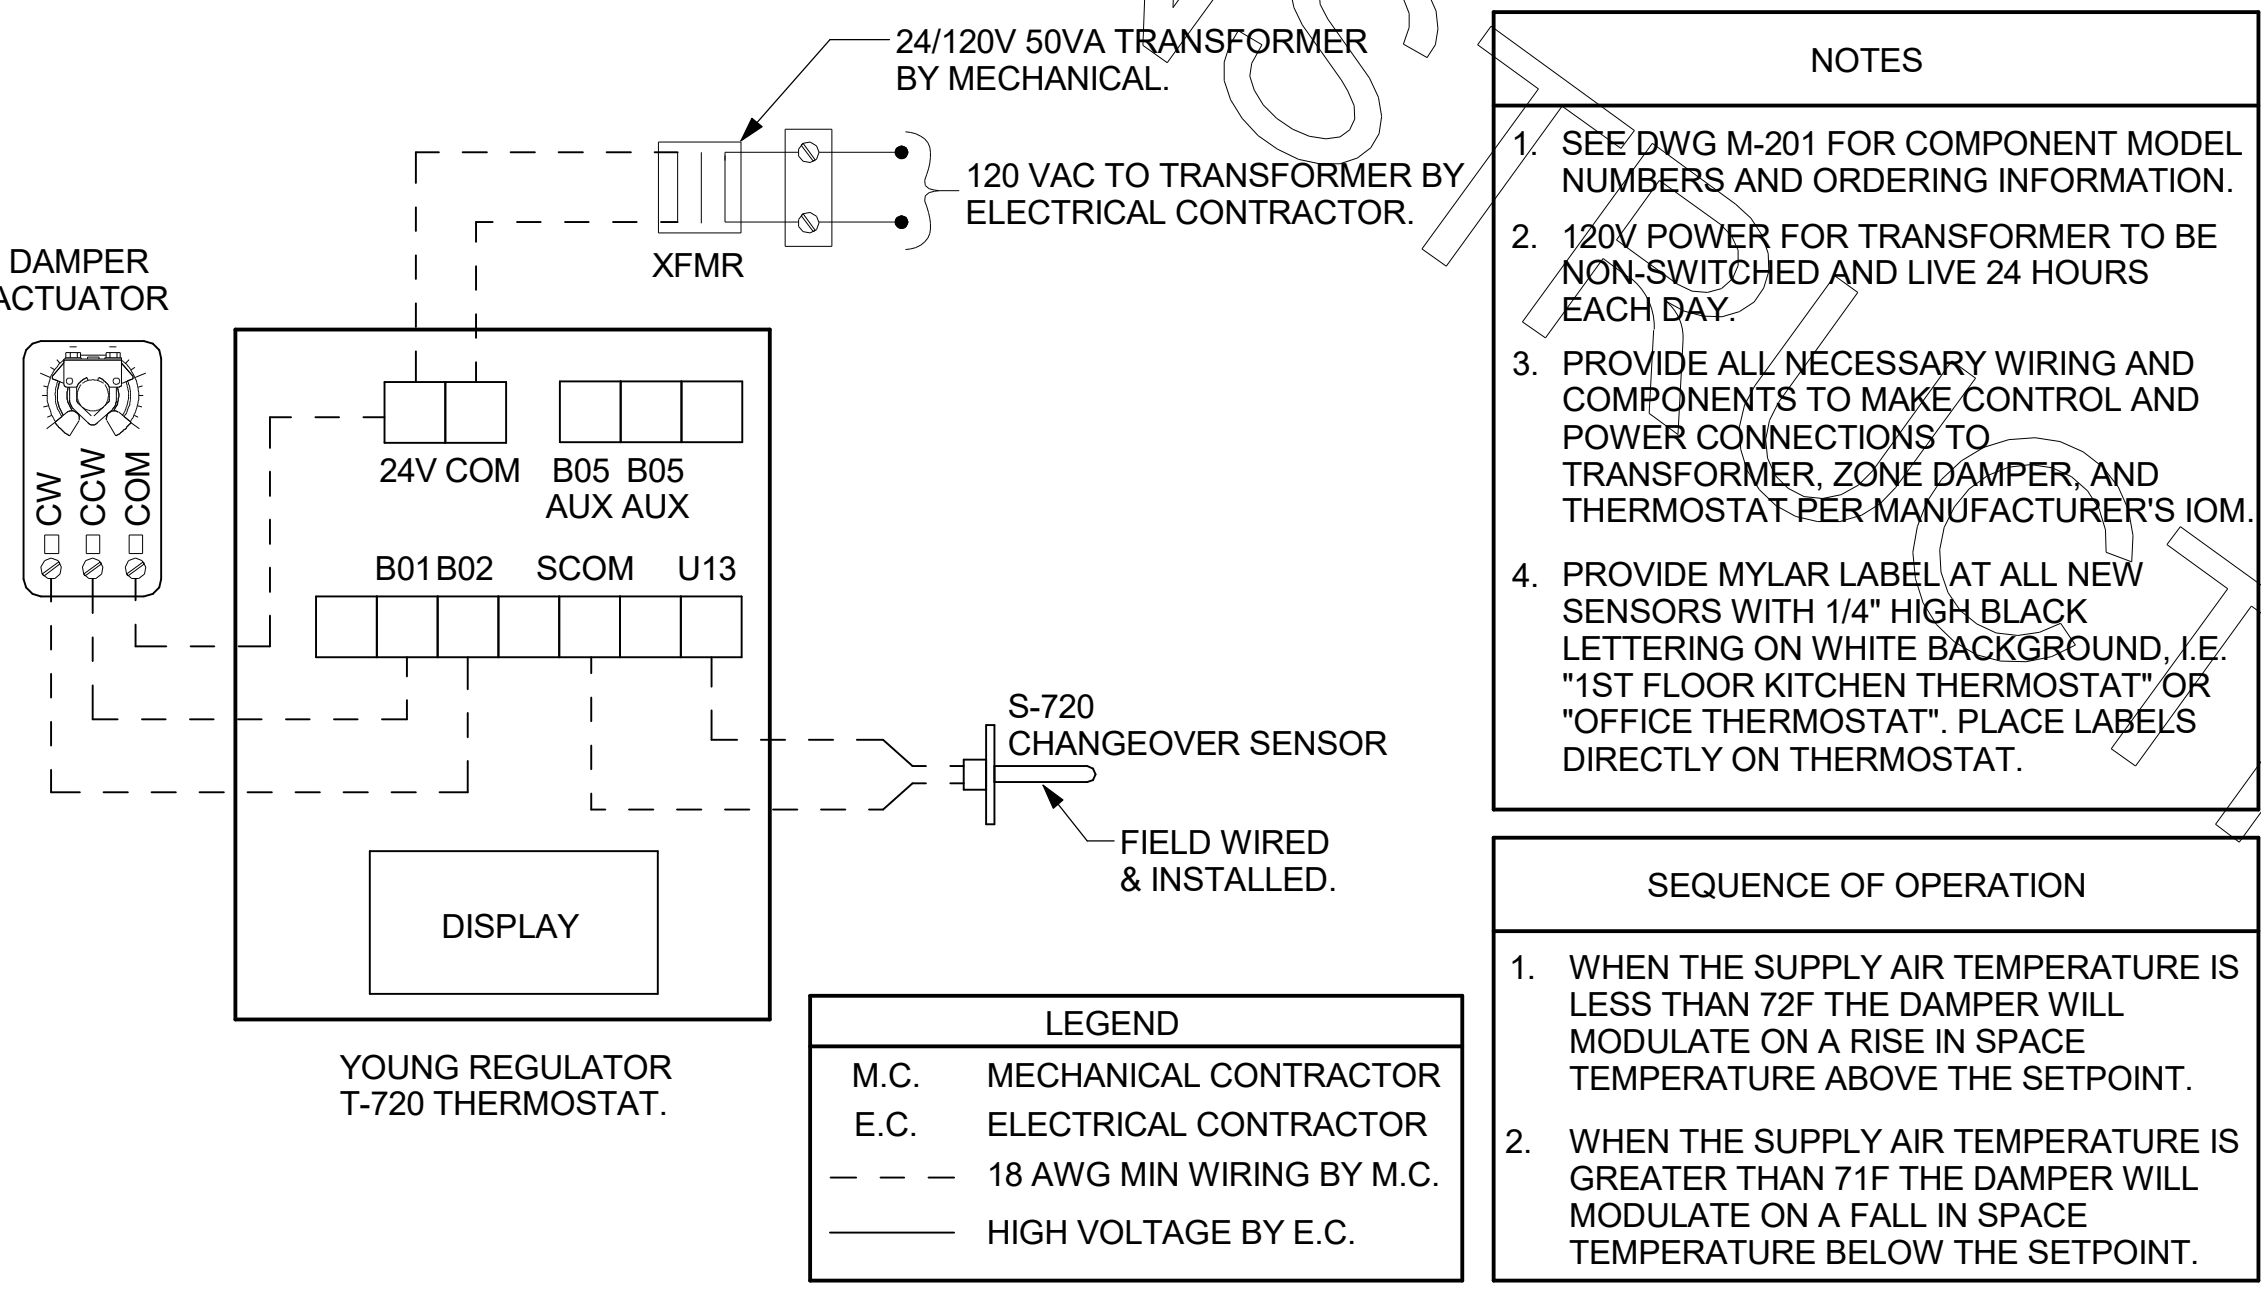 24/120V 50VA TRANSFORMER
BY MECHANICAL.
120 VAC TO TRANSFORMER BY
ELECTRICAL CONTRACTOR.
XFMR
DAMPER
ACTUATOR
CW
CCW
COM
24V COM
B05 B05
AUX AUX
B01 B02 SCOM U13
S-720
CHANGEOVER SENSOR
FIELD WIRED
& INSTALLED.
DISPLAY
YOUNG REGULATOR
T-720 THERMOSTAT.
LEGEND
M.C. MECHANICAL CONTRACTOR
E.C. ELECTRICAL CONTRACTOR
18 AWG MIN WIRING BY M.C.
HIGH VOLTAGE BY E.C.
NOTES
1. SEE DWG M-201 FOR COMPONENT MODEL
NUMBERS AND ORDERING INFORMATION.
2. 120V POWER FOR TRANSFORMER TO BE
NON-SWITCHED AND LIVE 24 HOURS
EACH DAY.
3. PROVIDE ALL NECESSARY WIRING AND
COMPONENTS TO MAKE CONTROL AND
POWER CONNECTIONS TO
TRANSFORMER, ZONE DAMPER, AND
THERMOSTAT PER MANUFACTURER'S IOM.
4. PROVIDE MYLAR LABEL AT ALL NEW
SENSORS WITH 1/4" HIGH BLACK
LETTERING ON WHITE BACKGROUND, I.E.
"1ST FLOOR KITCHEN THERMOSTAT" OR
"OFFICE THERMOSTAT". PLACE LABELS
DIRECTLY ON THERMOSTAT.
SEQUENCE OF OPERATION
1. WHEN THE SUPPLY AIR TEMPERATURE IS
LESS THAN 72F THE DAMPER WILL
MODULATE ON A RISE IN SPACE
TEMPERATURE ABOVE THE SETPOINT.
2. WHEN THE SUPPLY AIR TEMPERATURE IS
GREATER THAN 71F THE DAMPER WILL
MODULATE ON A FALL IN SPACE
TEMPERATURE BELOW THE SETPOINT.